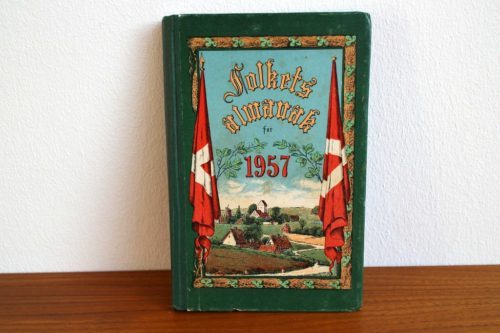 Folkets
almanak
for
1957